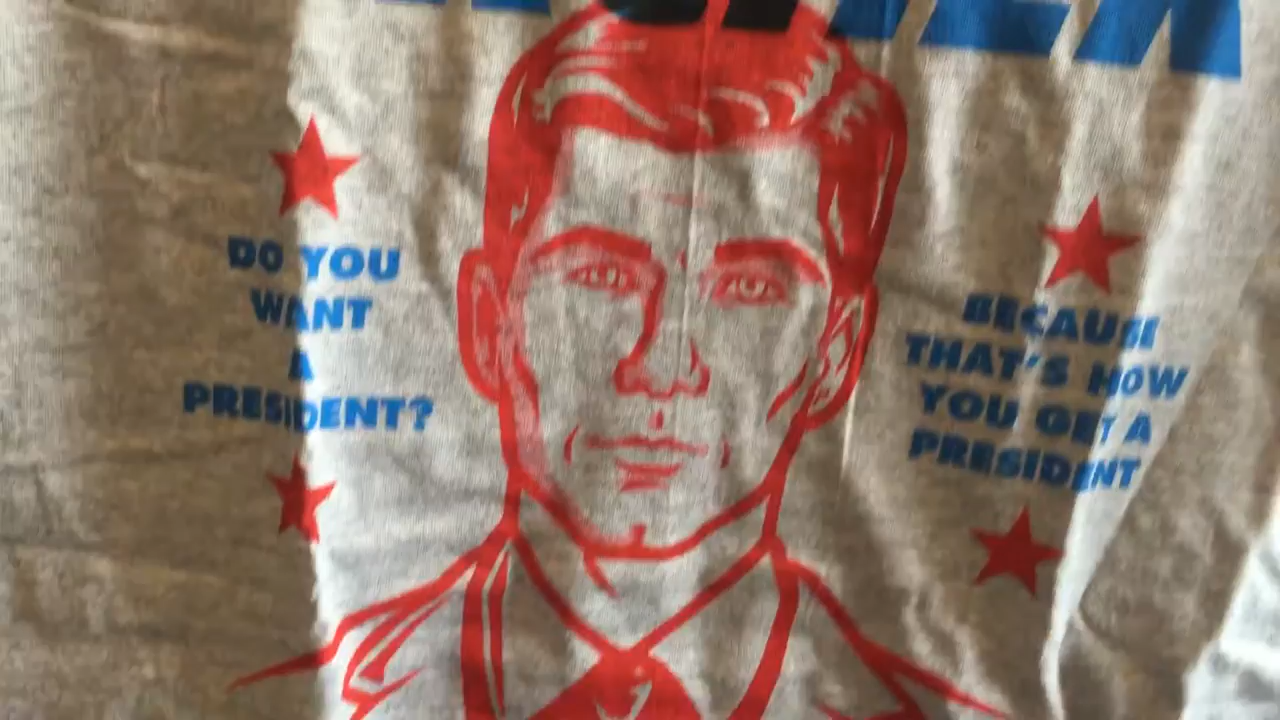 DO YOU
WANT
A
PRESIDENT?
BECAUSE
THAT'S HOW
YOU GET A
PRESIDENT